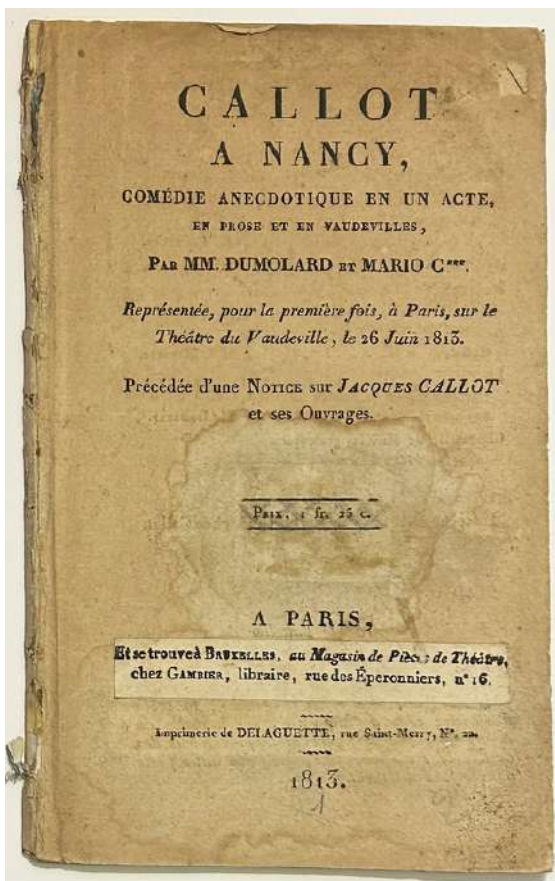 CALLOT
A NANCY,
COMÉDIE ANECDOTIQUE EN UN ACTE,
EN PROSE ET EN VAUDEVILLES,
PAR MM. DUMOLARD ET MARIO C***.
Représentée, pour la première fois, à Paris, sur le
Théâtre du Vaudeville, le 26 Juin 1813.
Précédée d'une NOTICE sur JACQUES CALLOT
et ses Ouvrages.
PRIX, 1 fr. 25 c.
A PARIS,
Et se trouve à BRUXELLES, au Magasin de Pièces de Théâtre,
chez GAMBIER, libraire, rue des Éperonniers, n° 16.
Imprimerie de DELAGUETTE, rue Saint-Merry, N°. 22.
1813.
1